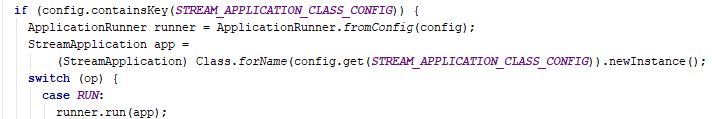 if (config.containsKey(STREAM_APPLICATION_CLASS_CONFIG)) {
ApplicationRunner runner = ApplicationRunner.fromConfig(config);
StreamApplication app =
(StreamApplication) Class.forName(config.get(STREAM_APPLICATION_CLASS_CONFIG)).newInstance();
switch (op) {
case RUN:
runner.run(app);